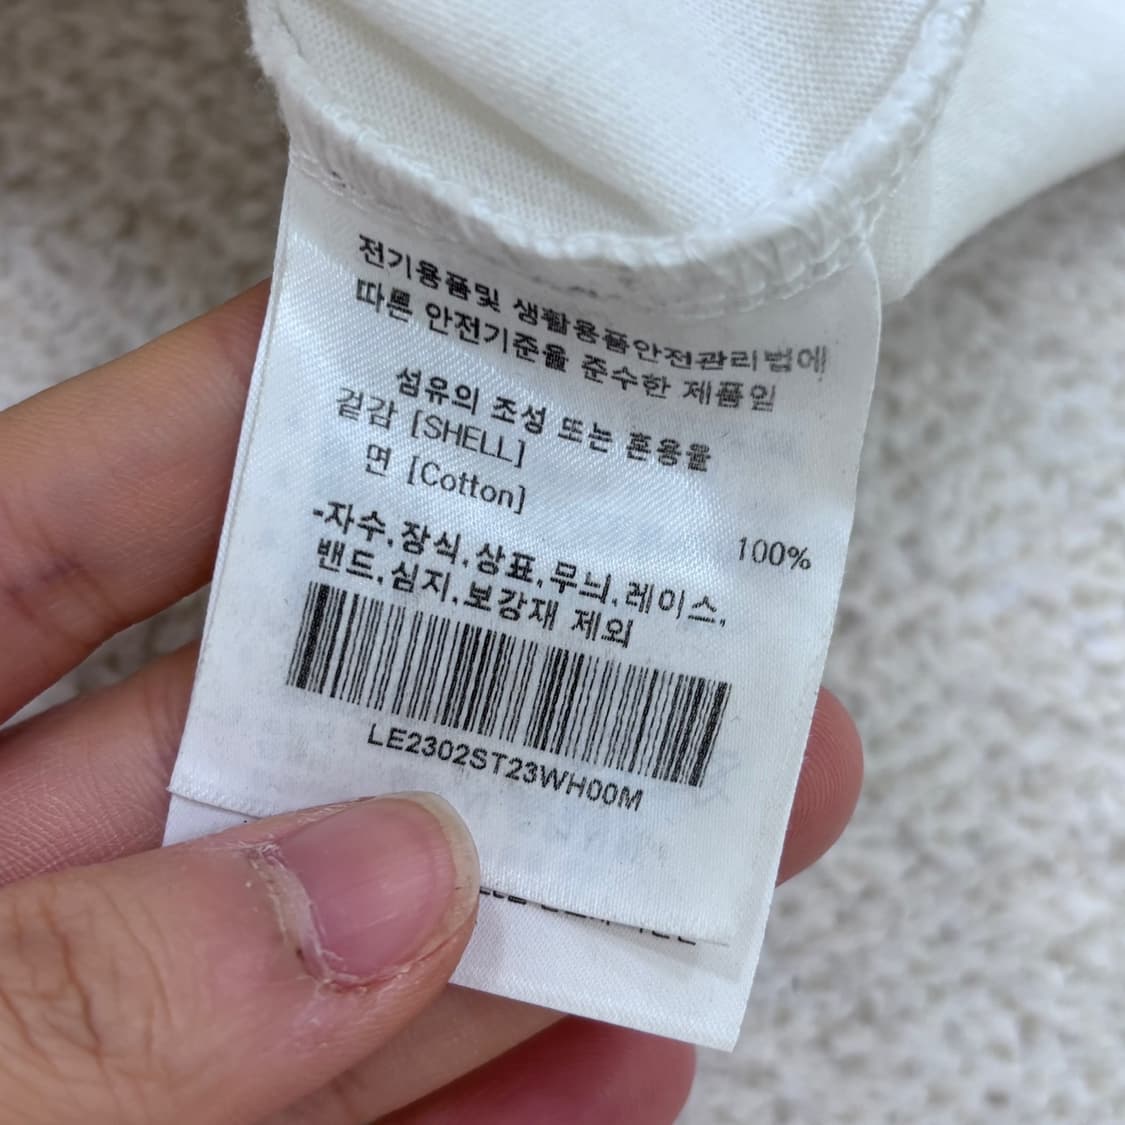 전기용품및 생활용품안전관리법에
따른 안전기준을 준수한 제품임
섬유의 조성 또는 혼용율
겉감 [SHELL]
면 [Cotton]
100%
-자수,장식,상표,무늬,레이스,
밴드,심지,보강재 제외
LE2302ST23WH00M